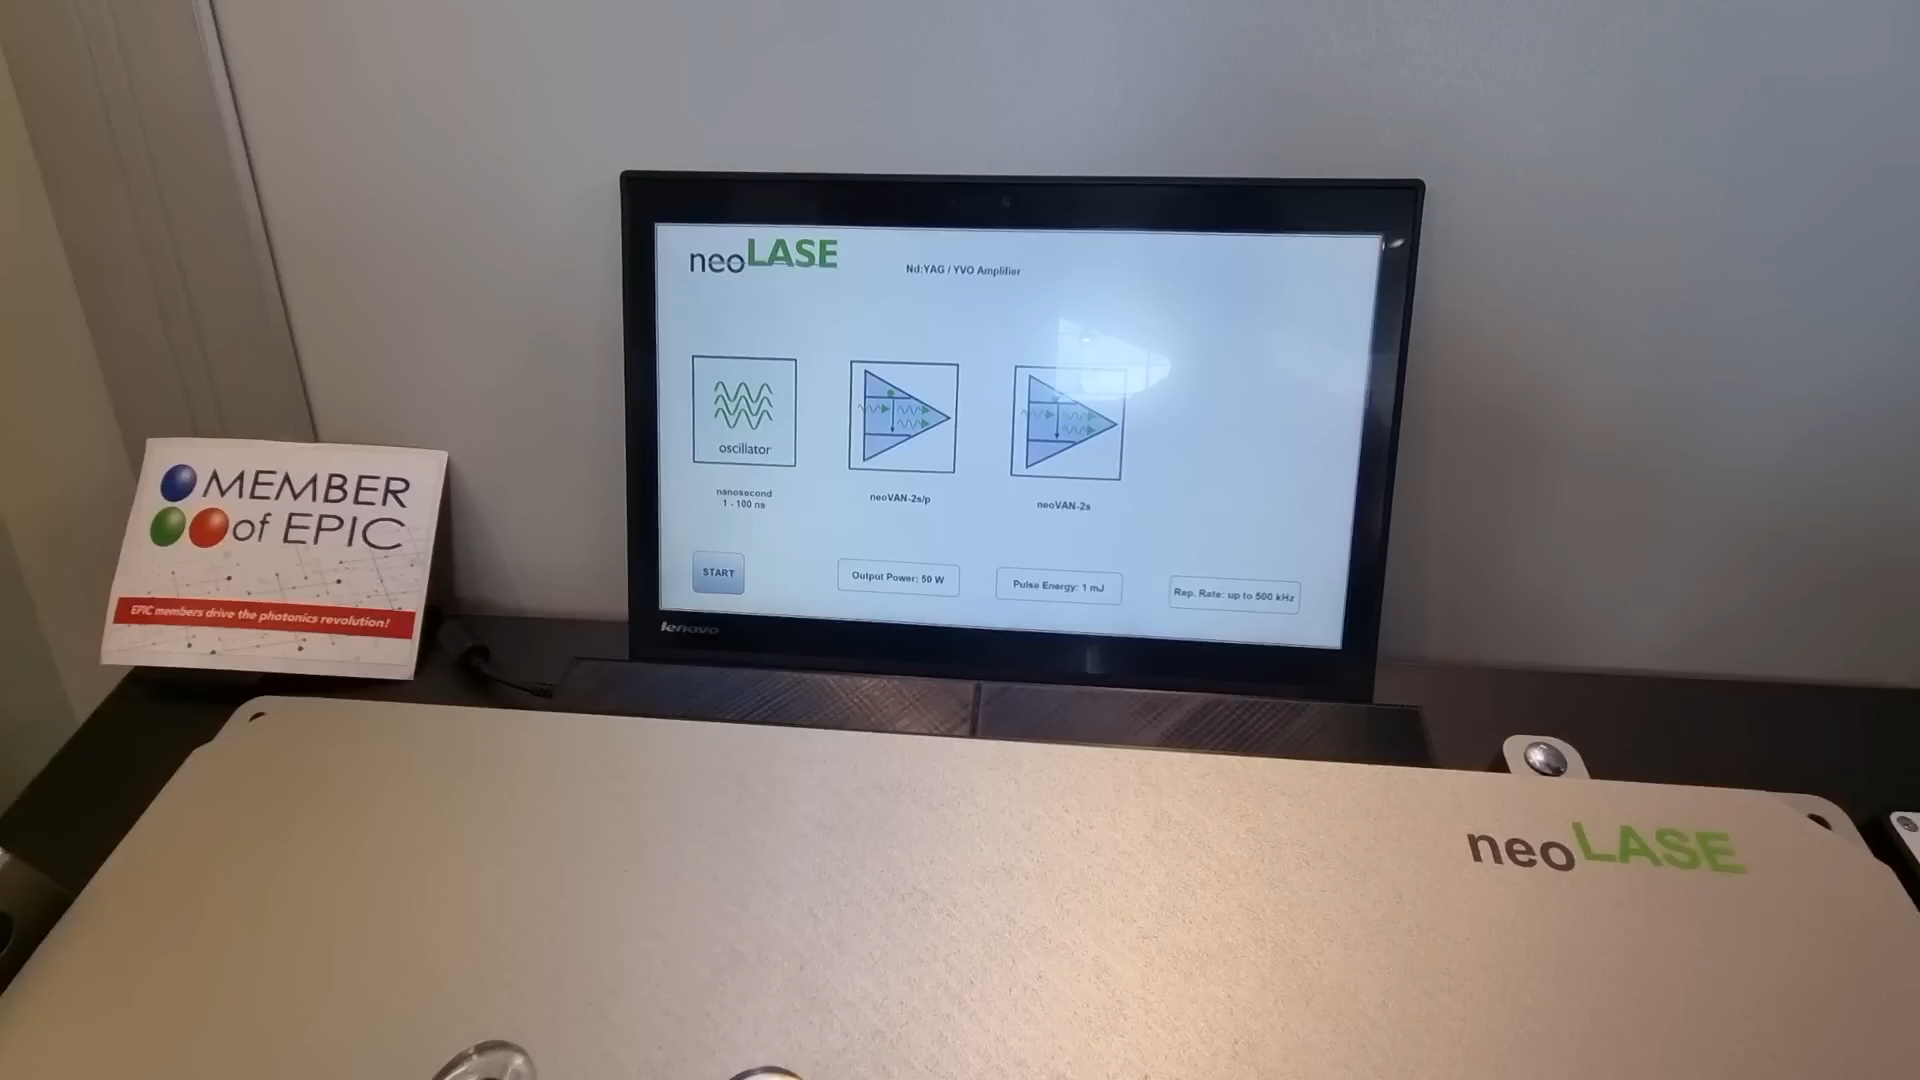 neoLASE
Nd:YAG / YVO Amplifier
oscillator
nanosecond
1 - 100 ns
neoVAN-2s/p
neoVAN-2s
START
Output Power: 50 W
Pulse Energy: 1 mJ
Rep. Rate: up to 500 kHz
lenovo
MEMBER
of EPIC
EPIC members drive the photonics revolution!
neoLASE